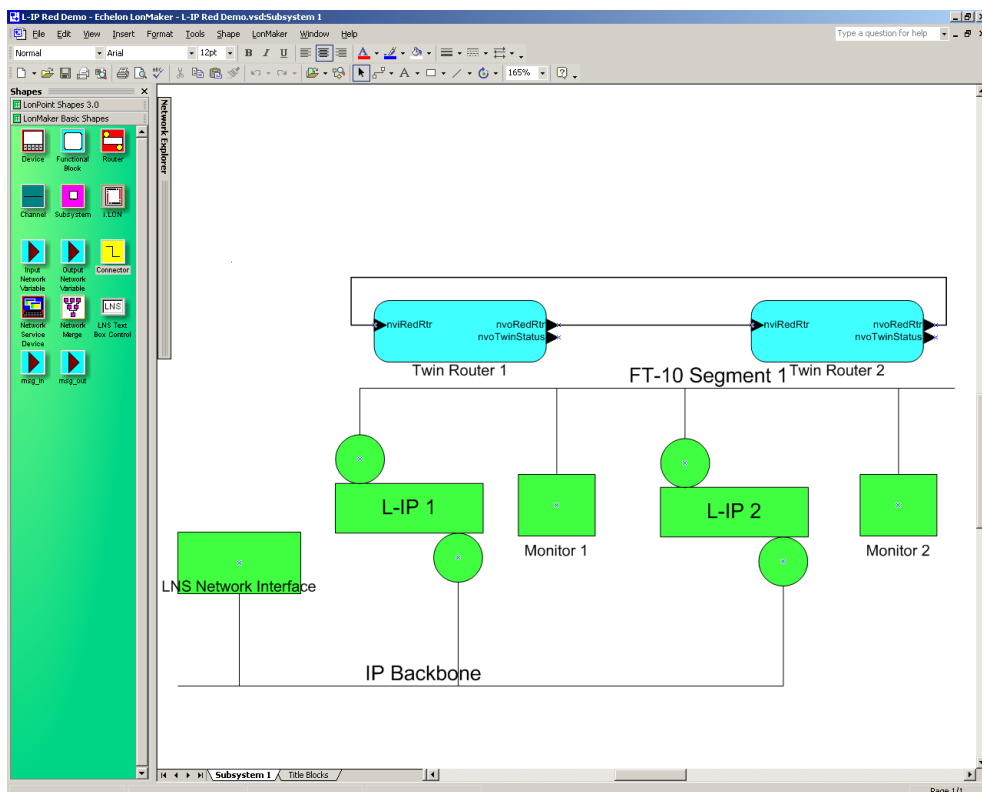 L-IP Red Demo - Echelon LonMaker - L-IP Red Demo.vsd:Subsystem 1
File Edit View Insert Format Tools Shape LonMaker Window Help
Type a question for help
Normal Arial 12pt B I U
165%
Shapes
LonPoint Shapes 3.0
LonMaker Basic Shapes
Device
Functional Block
Router
Channel
Subsystem
i.LON
Input Network Variable
Output Network Variable
Connector
Network Service Device
Network Merge
LNS
LNS Text Box Control
msg_in
msg_out
Network Explorer
nviRedRtr
nvoRedRtr
nvoTwinStatus
nviRedRtr
nvoRedRtr
nvoTwinStatus
Twin Router 1
Twin Router 2
FT-10 Segment 1
L-IP 1
L-IP 2
Monitor 1
Monitor 2
LNS Network Interface
IP Backbone
Subsystem 1
Title Blocks
Page 1/1